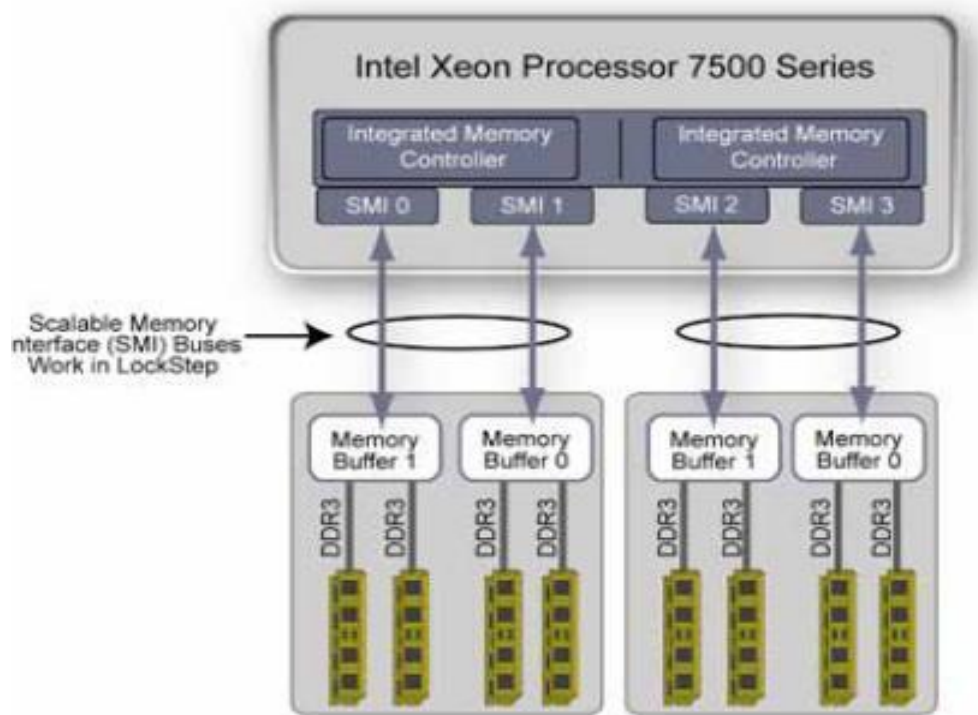 Intel Xeon Processor 7500 Series
Integrated Memory
Controller
Integrated Memory
Controller
SMI 0
SMI 1
SMI 2
SMI 3
Scalable Memory
nterface (SMI) Buses
Work in LockStep
Memory
Buffer 1
Memory
Buffer 0
Memory
Buffer 1
Memory
Buffer 0
DDR3
DDR3
DDR3
DDR3
DDR3
DDR3
DDR3
DDR3